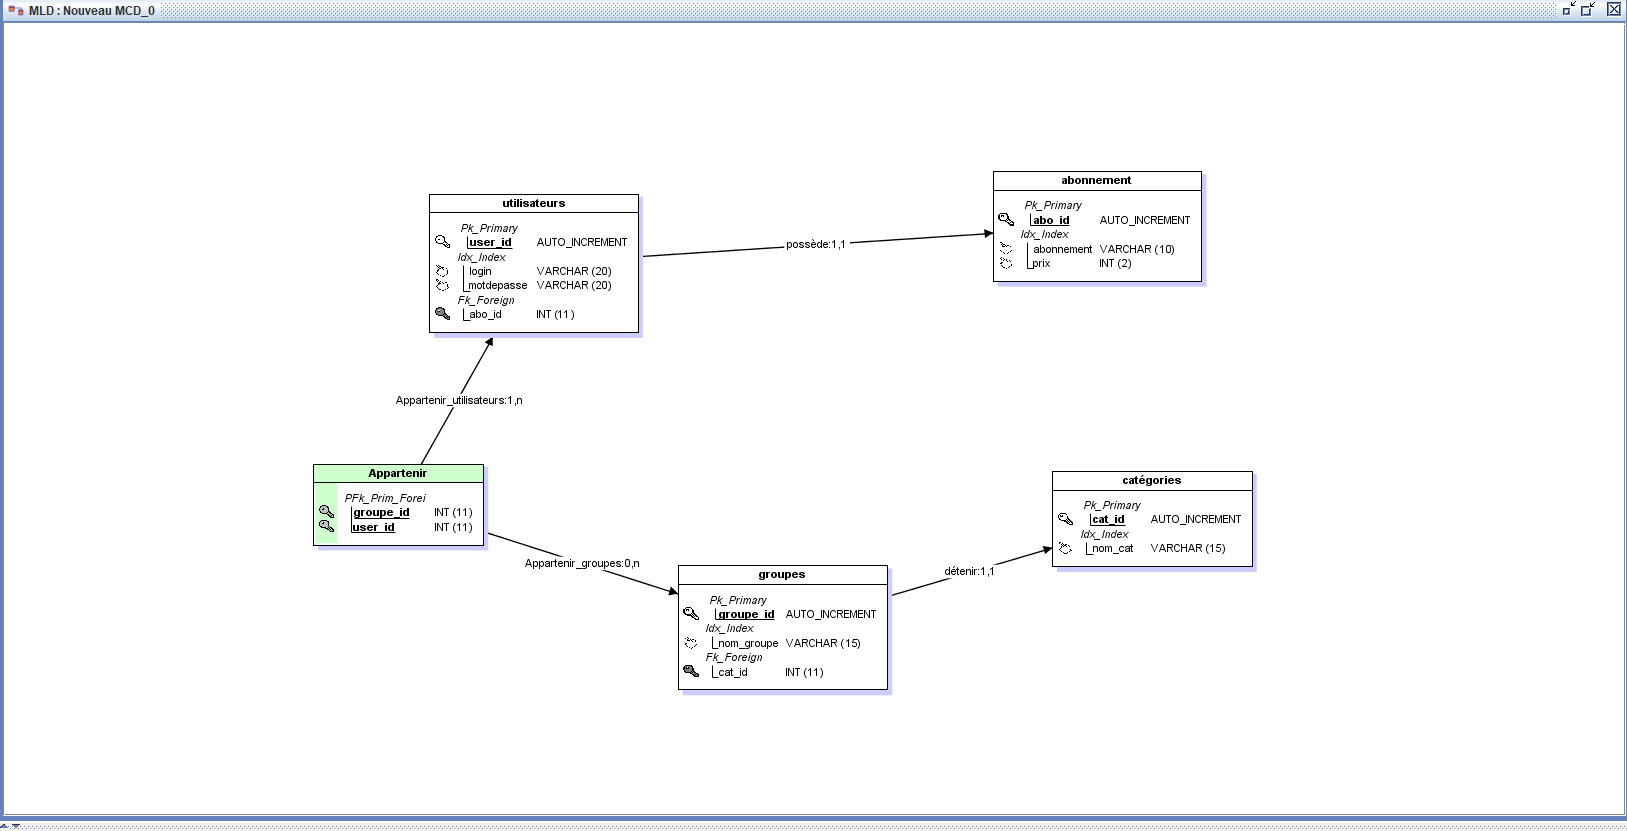 MLD : Nouveau MCD_0
utilisateurs
Pk_Primary
user_id AUTO_INCREMENT
Idx_Index
login VARCHAR (20)
motdepasse VARCHAR (20)
Fk_Foreign
abo_id INT (11)
possède:1,1
abonnement
Pk_Primary
abo_id AUTO_INCREMENT
Idx_Index
abonnement VARCHAR (10)
prix INT (2)
Appartenir_utilisateurs:1,n
Appartenir
PFk_Prim_Forei
groupe_id INT (11)
user_id INT (11)
Appartenir_groupes:0,n
groupes
Pk_Primary
groupe_id AUTO_INCREMENT
Idx_Index
nom_groupe VARCHAR (15)
Fk_Foreign
cat_id INT (11)
détenir:1,1
catégories
Pk_Primary
cat_id AUTO_INCREMENT
Idx_Index
nom_cat VARCHAR (15)